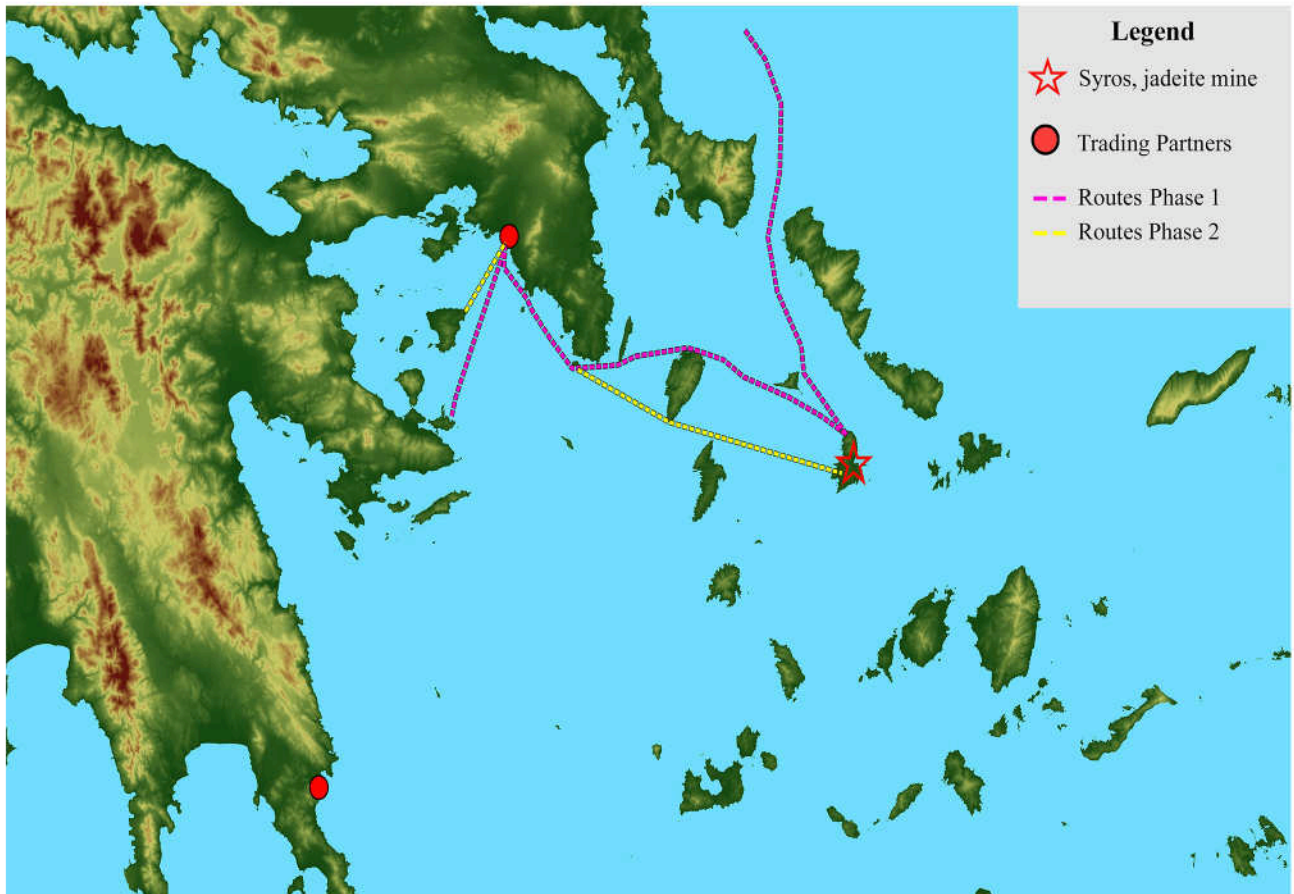 Legend
Syros, jadeite mine
Trading Partners
Routes Phase 1
Routes Phase 2